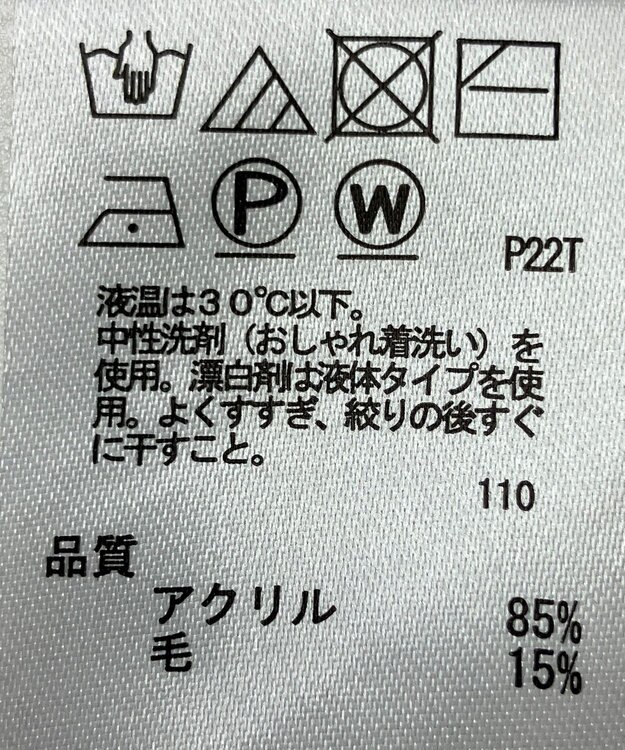 P W
P22T
液温は30℃以下。
中性洗剤（おしゃれ着洗い）を
使用。漂白剤は液体タイプを使
用。よくすすぎ、絞りの後すぐ
に干すこと。
110
品質
アクリル 85%
毛 15%